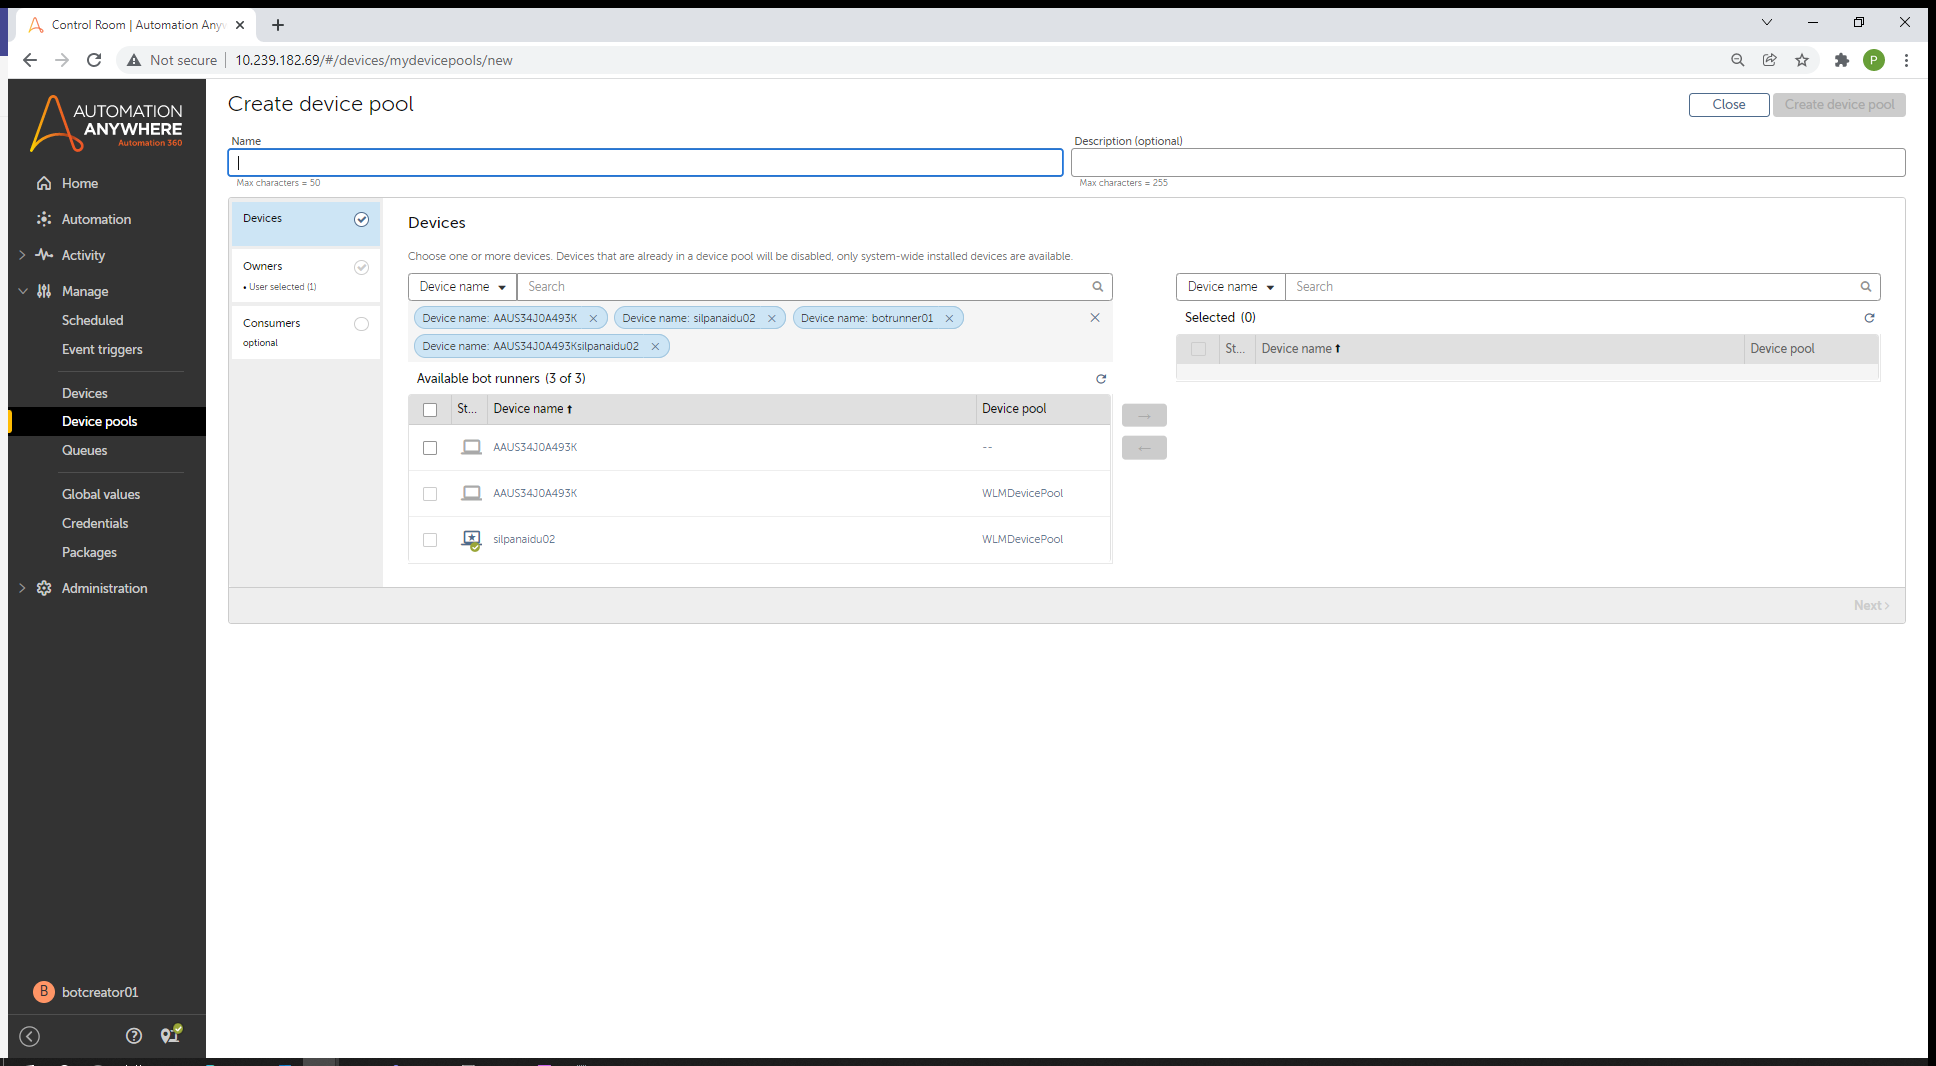 Control Room | Automation Any
Not secure
10.239.182.69/#/devices/mydevicepools/new
P
AUTOMATION
ANYWHERE
Automation 360
Home
Automation
Activity
Manage
Scheduled
Event triggers
Devices
Device pools
Queues
Global values
Credentials
Packages
Administration
B botcreator01
Create device pool
Close
Create device pool
Name
Description (optional)
Max characters = 50
Max characters = 255
Devices
Owners
• User selected (1)
Consumers
optional
Devices
Choose one or more devices. Devices that are already in a device pool will be disabled, only system-wide installed devices are available.
Device name
Search
Device name: AAUS34J0A493K
Device name: silpanaidu02
Device name: botrunner01
Device name: AAUS34J0A493Ksilpanaidu02
Available bot runners (3 of 3)
St... Device name Device pool
AAUS34J0A493K --
AAUS34J0A493K WLMDevicePool
silpanaidu02 WLMDevicePool
Device name
Search
Selected (0)
St... Device name Device pool
Next